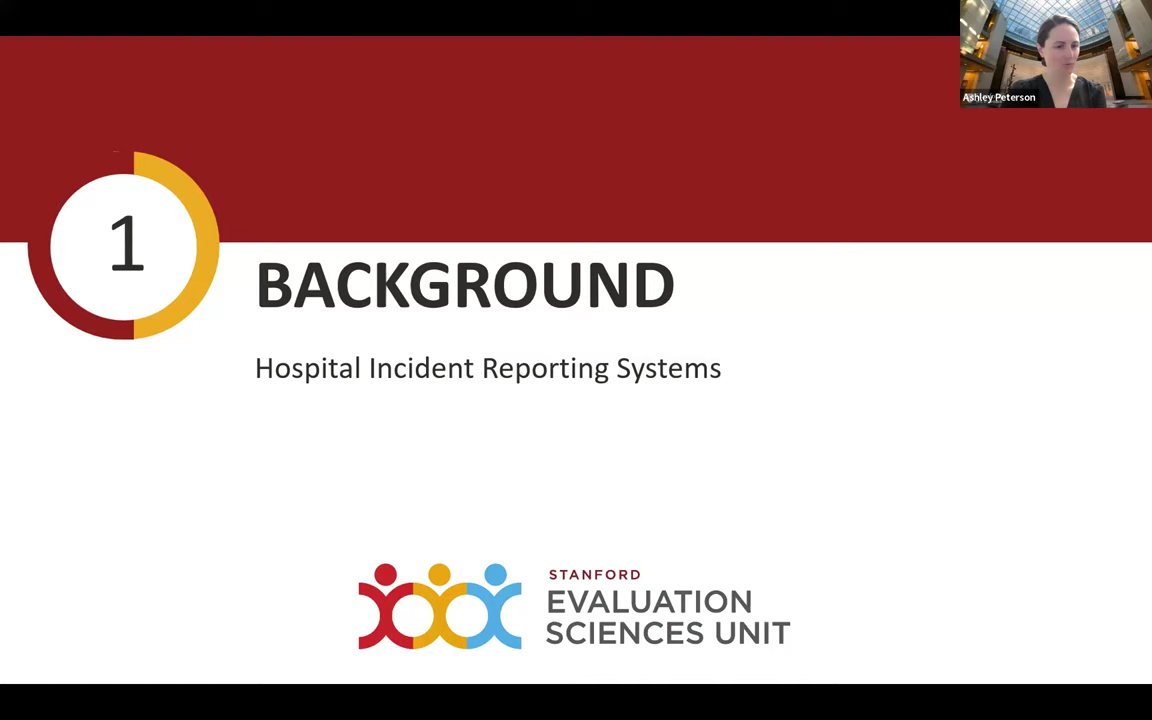 Ashley Peterson
1
BACKGROUND
Hospital Incident Reporting Systems
STANFORD
EVALUATION
SCIENCES UNIT